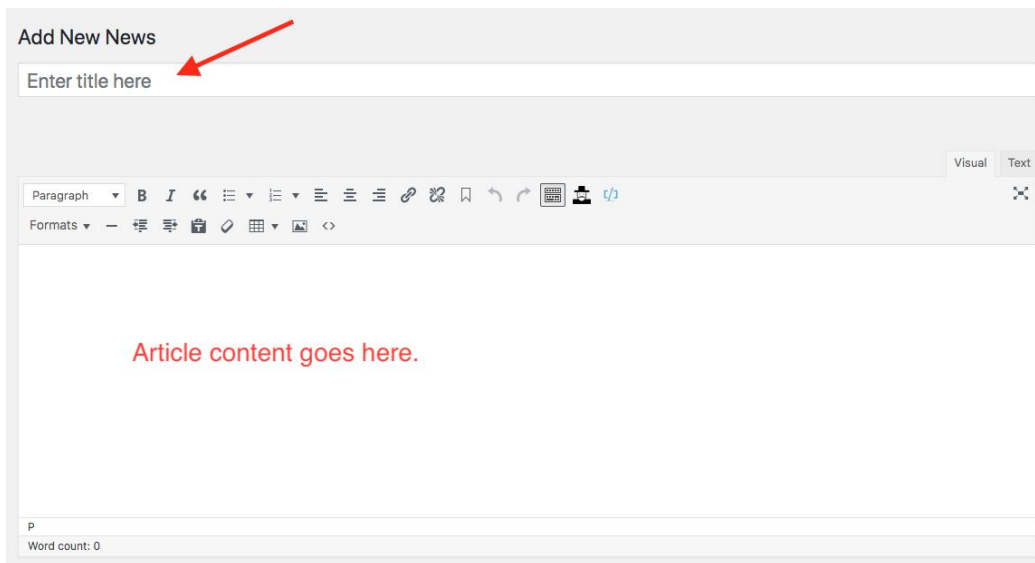 Add New News
Enter title here
Visual Text
Paragraph B I
Formats
Article content goes here.
P
Word count: 0